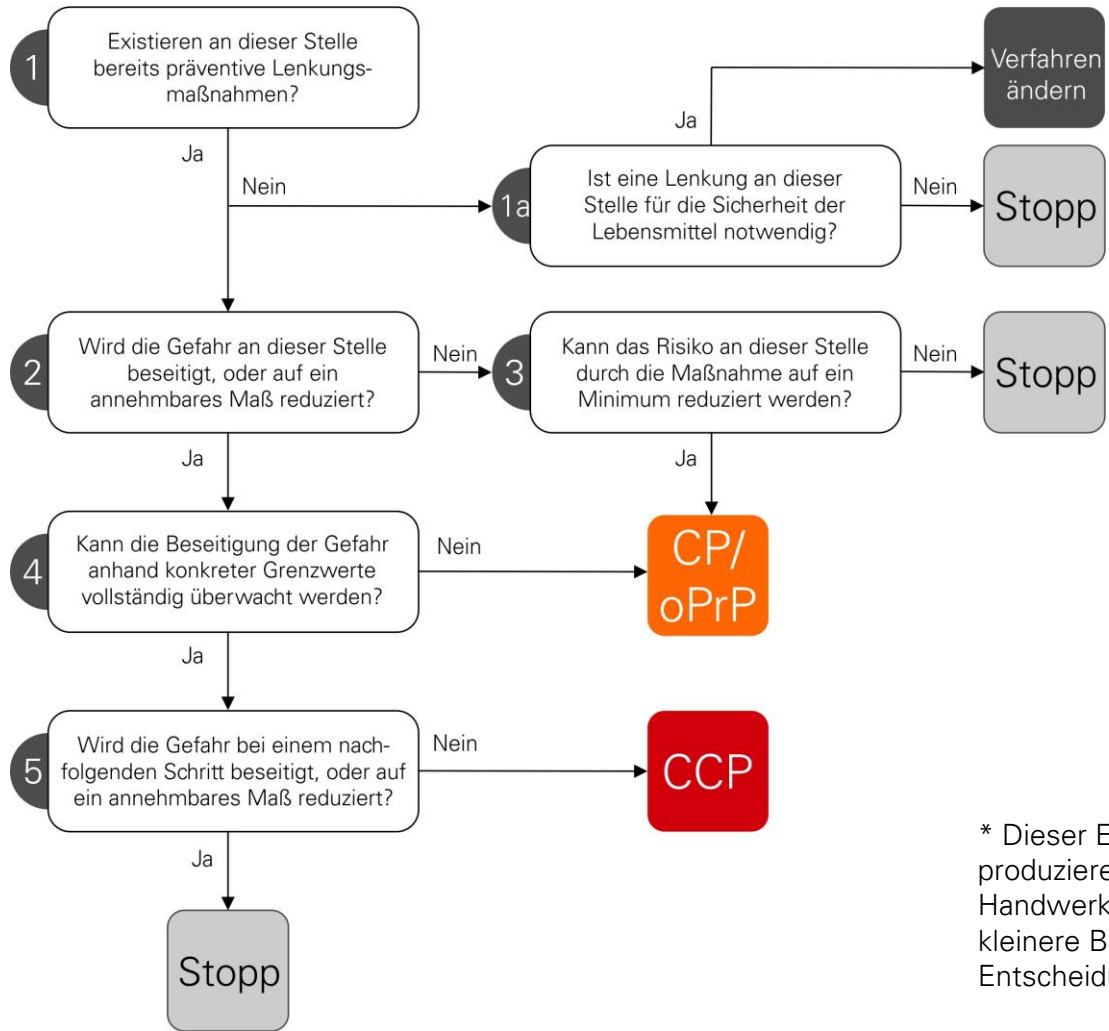 1
Existieren an dieser Stelle
bereits präventive Lenkungs-
maßnahmen?
Ja
Nein
1a
Ist eine Lenkung an dieser
Stelle für die Sicherheit der
Lebensmittel notwendig?
Ja
Verfahren
ändern
Nein
Stopp
2
Wird die Gefahr an dieser Stelle
beseitigt, oder auf ein
annehmbares Maß reduziert?
Nein
3
Kann das Risiko an dieser Stelle
durch die Maßnahme auf ein
Minimum reduziert werden?
Nein
Stopp
Ja
Ja
4
Kann die Beseitigung der Gefahr
anhand konkreter Grenzwerte
vollständig überwacht werden?
Nein
CP/
oPrP
Ja
5
Wird die Gefahr bei einem nach-
folgenden Schritt beseitigt, oder auf
ein annehmbares Maß reduziert?
Nein
CCP
Ja
Stopp
* Dieser E
produziere
Handwerk
kleinere B
Entscheidu